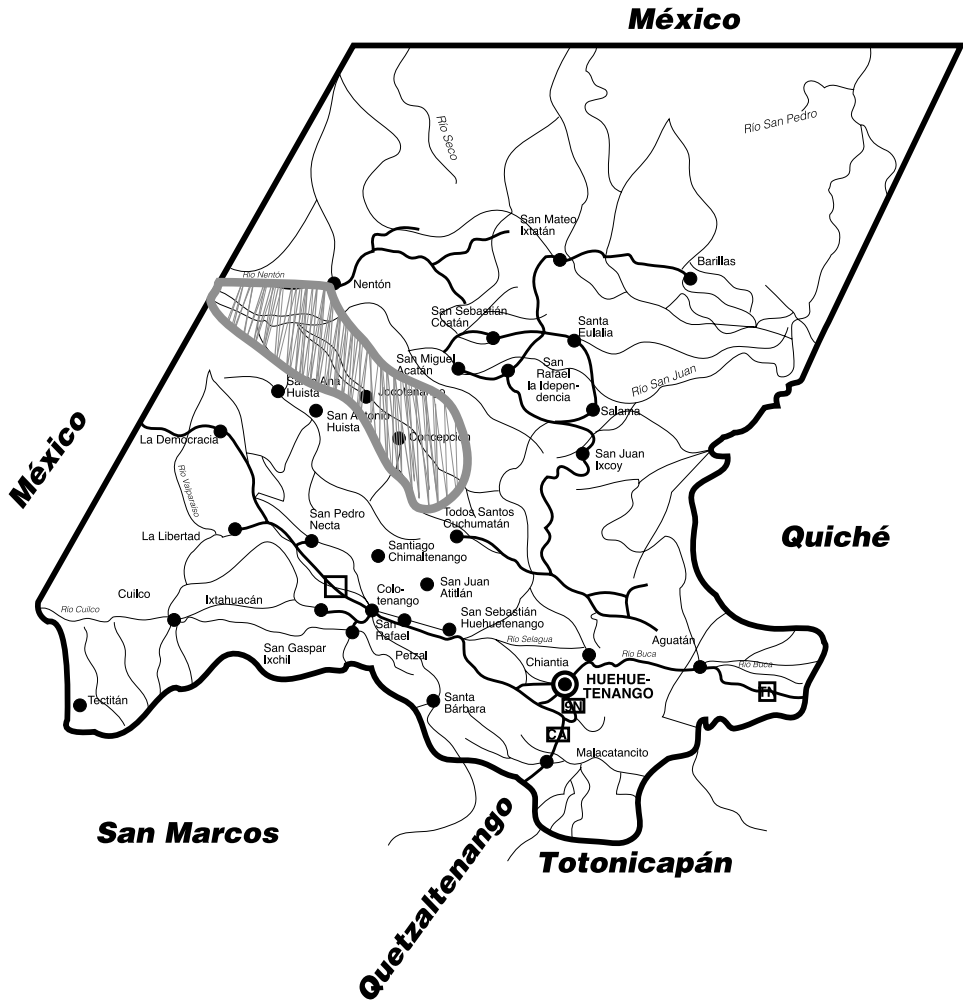 México
Río Seco
Río San Pedro
San Mateo
Ixtatán
Barillas
Río Nentón
Nentón
San Sebastián
Coatán
Santa
Eulalia
San Miguel
Acatán
San
Rafael
la Idepen-
dencia
Río San Juan
Santa Ana
Huista
Jocotenango
San Antonio
Huista
Salama
Concepción
México
La Democracia
San Juan
Ixcoy
Río Valparaíso
San Pedro
Necta
Todos Santos
Cuchumatán
La Libertad
Quiché
Santiago
Chimaltenango
Cuilco
Ixtahuacán
Colo-
tenango
San Juan
Atitlán
Río Cuilco
San
Rafael
Petzal
San Sebastián
Huehuetenango
Río Selagua
Aguatán
San Gaspar
Ixchil
Río Buca
Río Buca
Chiantia
HUEHUE-
TENANGO
Tectitán
Santa
Bárbara
9N
7N
CA
Malacatancito
San Marcos
Quetzaltenango
Totonicapán